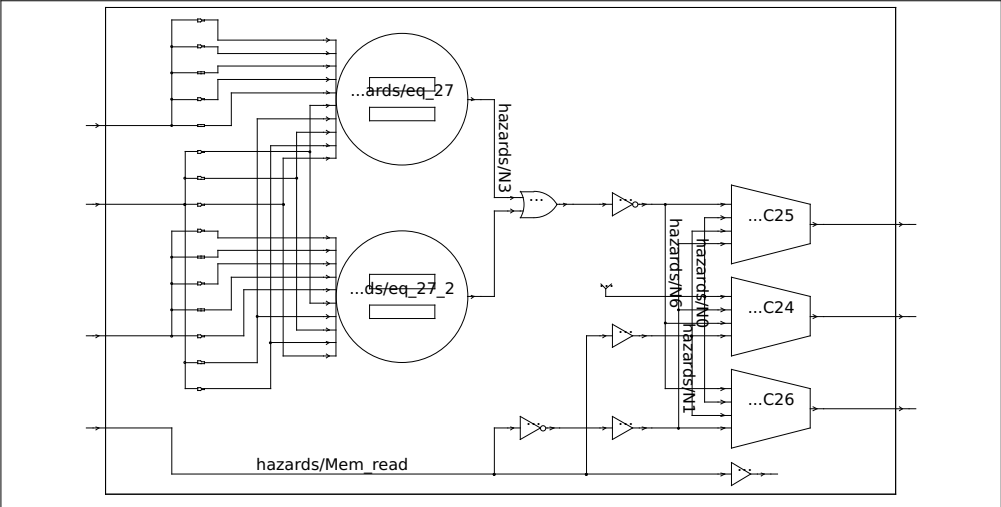 ...ards/eq_27
hazards/N3
...
...
...C25
hazards/N6
hazards/N0
...ds/eq_27_2
...C24
...
hazards/N1
...C26
...
...
hazards/Mem_read
...